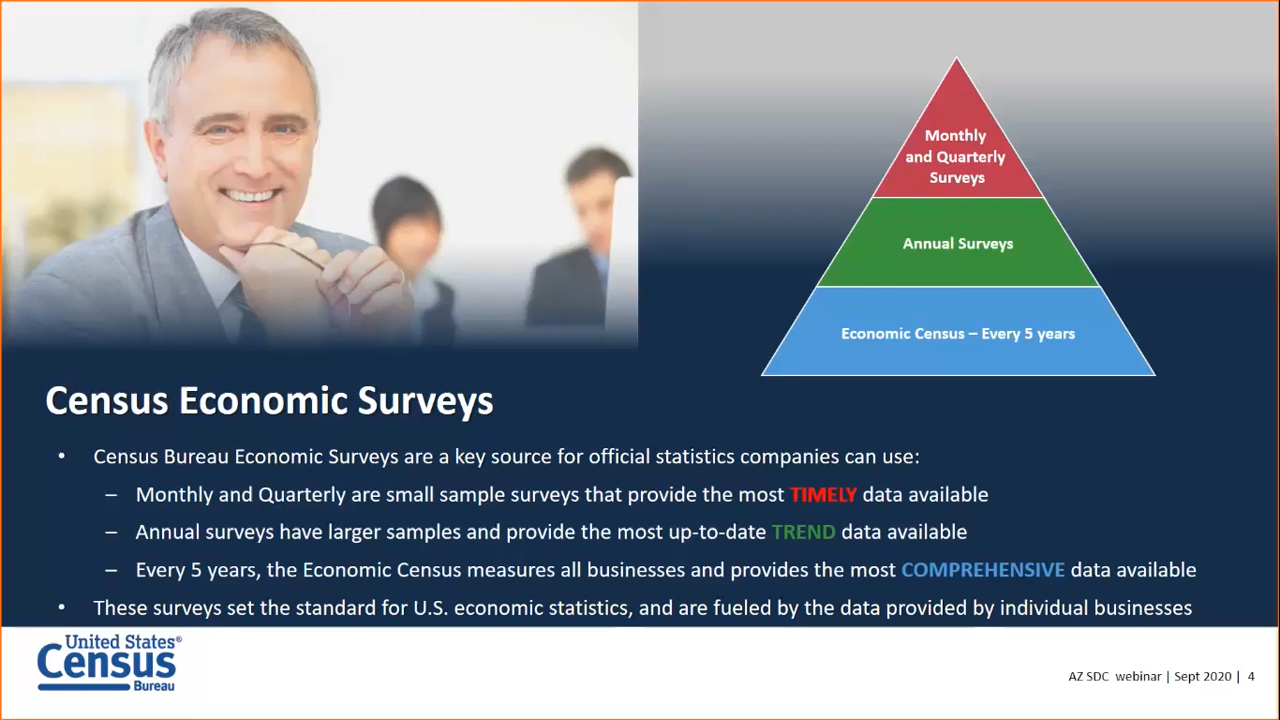 Monthly
and Quarterly
Surveys
Annual Surveys
Economic Census – Every 5 years
Census Economic Surveys
• Census Bureau Economic Surveys are a key source for official statistics companies can use:
– Monthly and Quarterly are small sample surveys that provide the most TIMELY data available
– Annual surveys have larger samples and provide the most up-to-date TREND data available
– Every 5 years, the Economic Census measures all businesses and provides the most COMPREHENSIVE data available
• These surveys set the standard for U.S. economic statistics, and are fueled by the data provided by individual businesses
United States®
Census
Bureau
AZ SDC webinar | Sept 2020 | 4